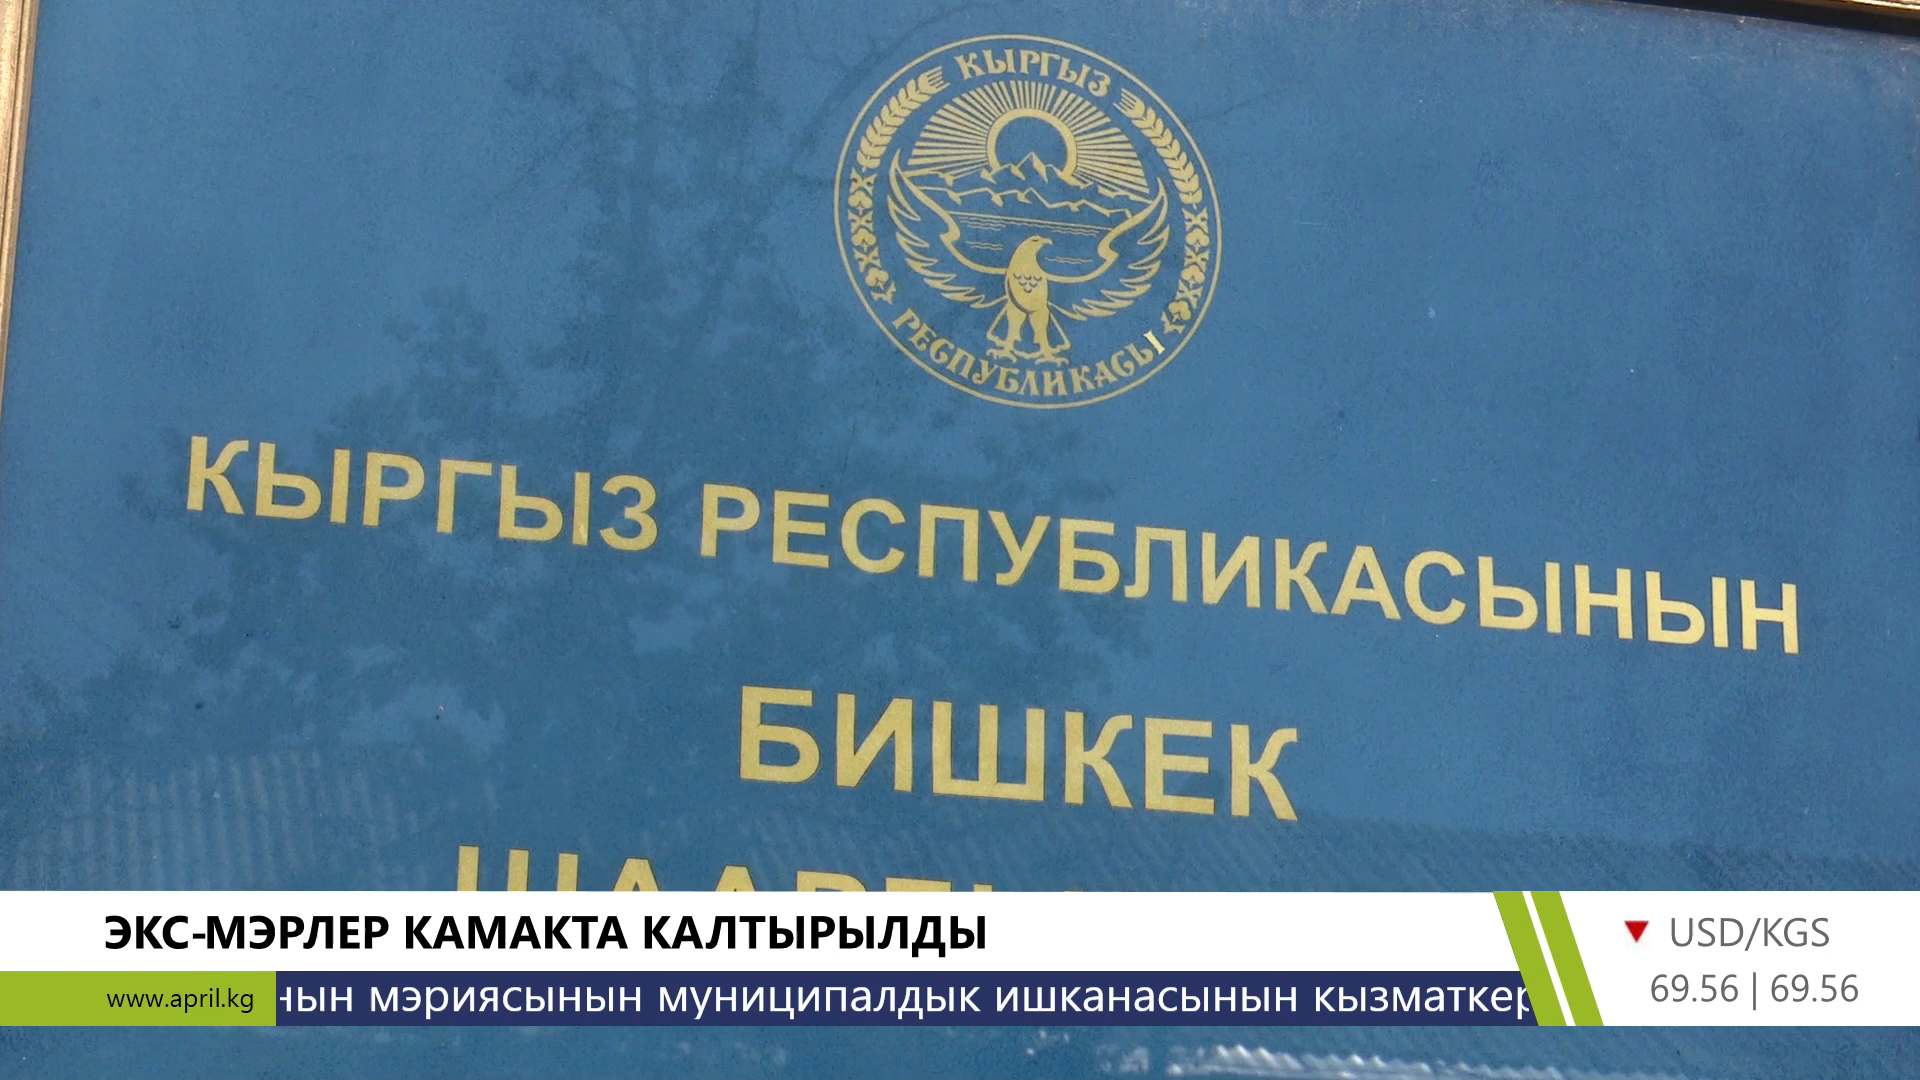 КЫРГЫЗ
РЕСПУБЛИКАСЫ
КЫРГЫЗ РЕСПУБЛИКАСЫНЫН
БИШКЕК
ЭКС-МЭРЛЕР КАМАКТА КАЛТЫРЫЛДЫ
USD/KGS
69.56 | 69.56
www.april.kg
мэриясынын муниципалдык ишканасынын